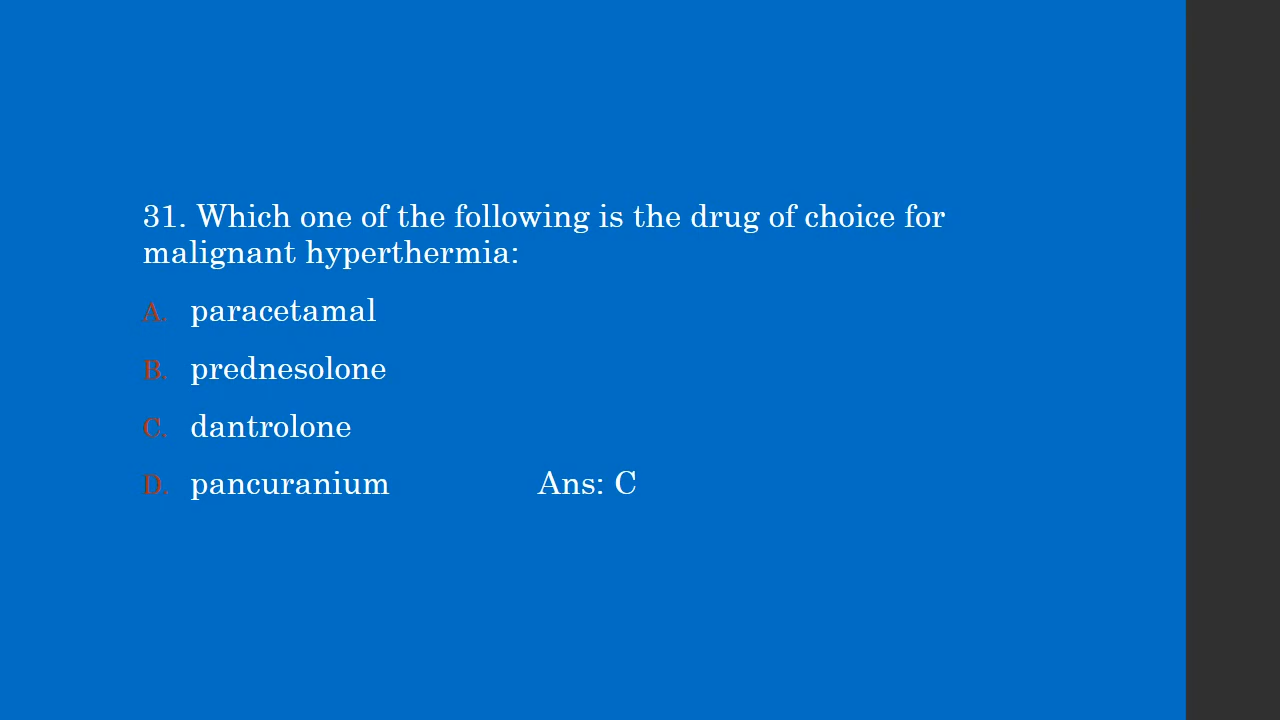 31. Which one of the following is the drug of choice for
malignant hyperthermia:
A. paracetamal
B. prednesolone
C. dantrolone
D. pancuranium Ans: C